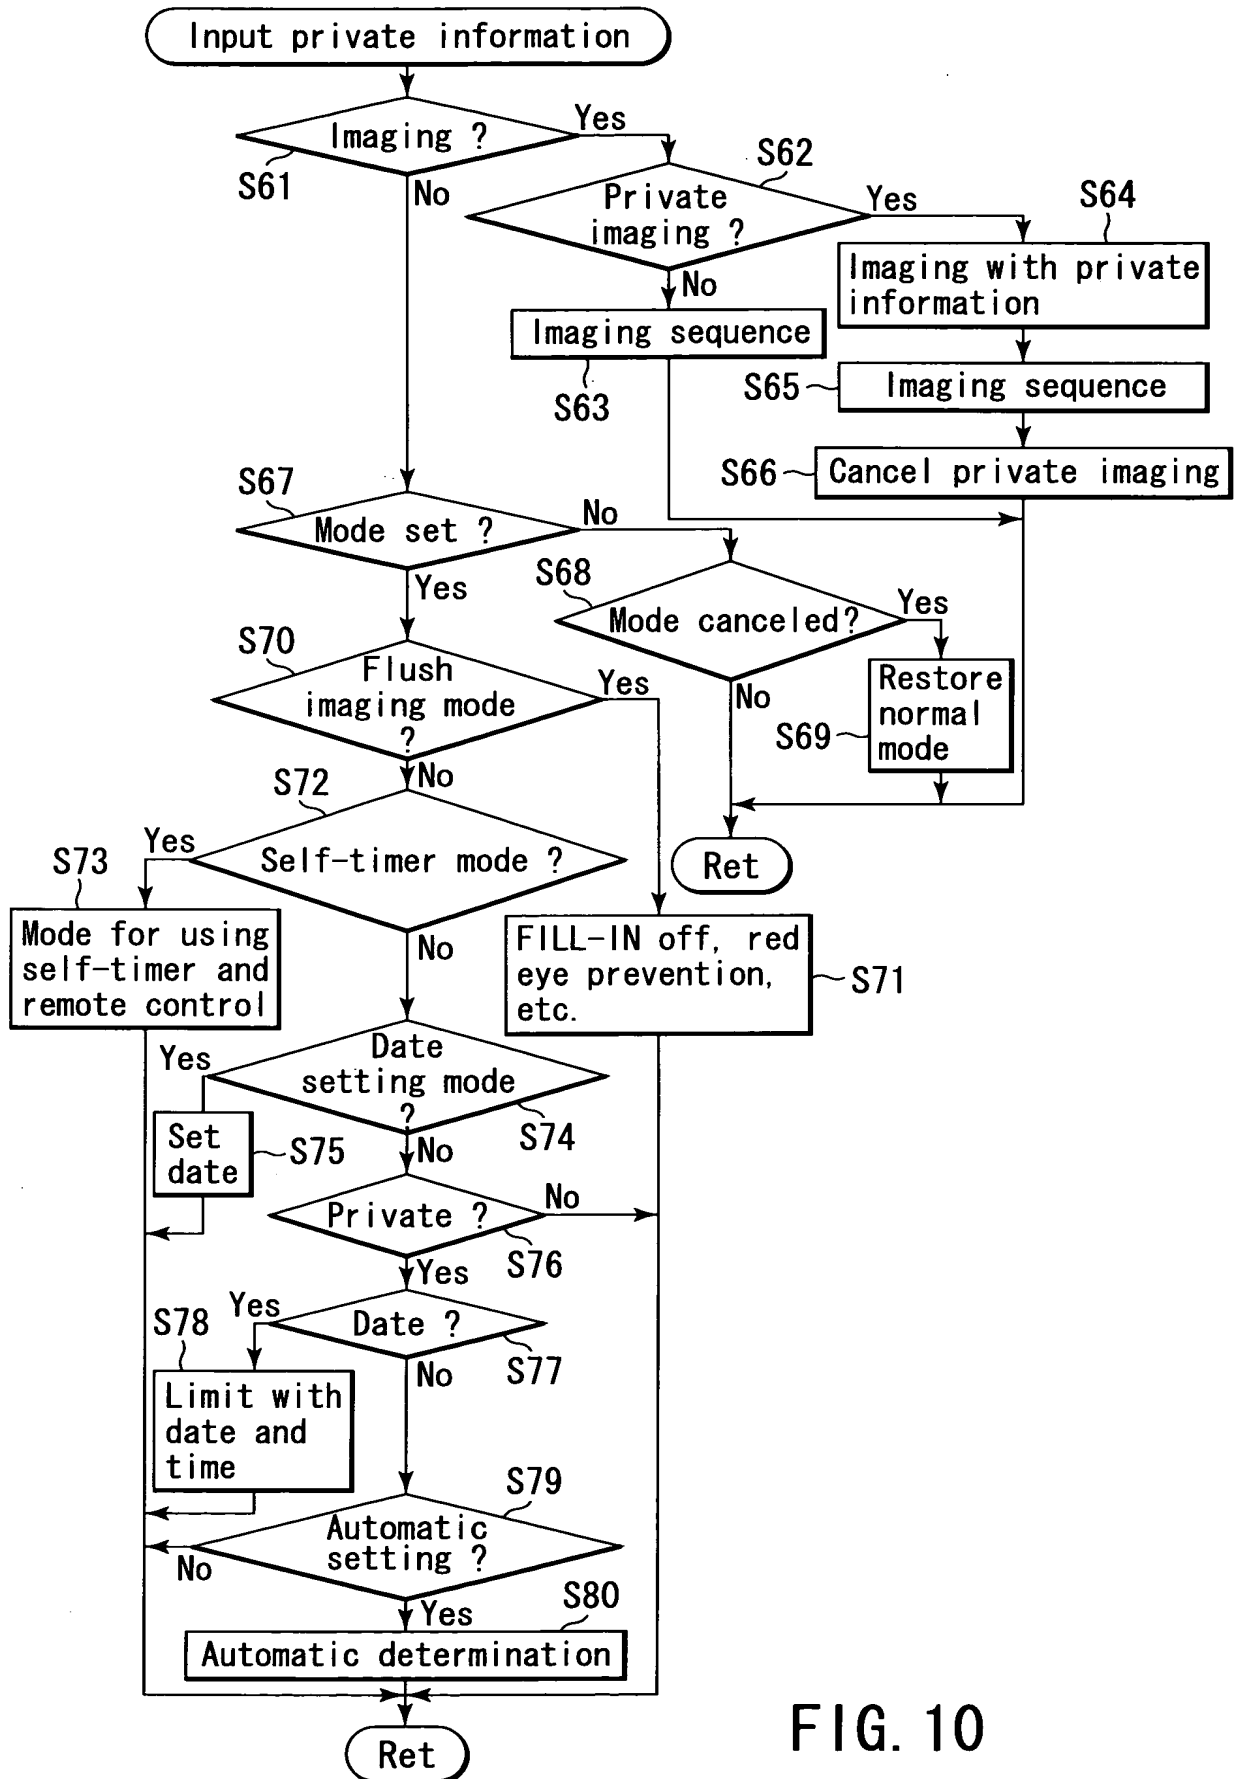 Input private information
Imaging ?
Yes
S61
No
S62
Private
imaging ?
Yes
No
S64
Imaging with private
information
Imaging sequence
S63
S65
Imaging sequence
S66
Cancel private imaging
S67
Mode set ?
No
Yes
S68
Mode canceled?
Yes
No
S69
Restore
normal
mode
Ret
S70
Flush
imaging mode
?
Yes
No
S72
Self-timer mode ?
Yes
No
S73
Mode for using
self-timer and
remote control
FILL-IN off, red
eye prevention,
etc.
S71
Date
setting mode
?
Yes
S74
No
Set
date
S75
Private ?
No
S76
Yes
Date ?
Yes
S77
No
S78
Limit with
date and
time
S79
Automatic
setting ?
No
Yes
S80
Automatic determination
Ret
FIG. 10